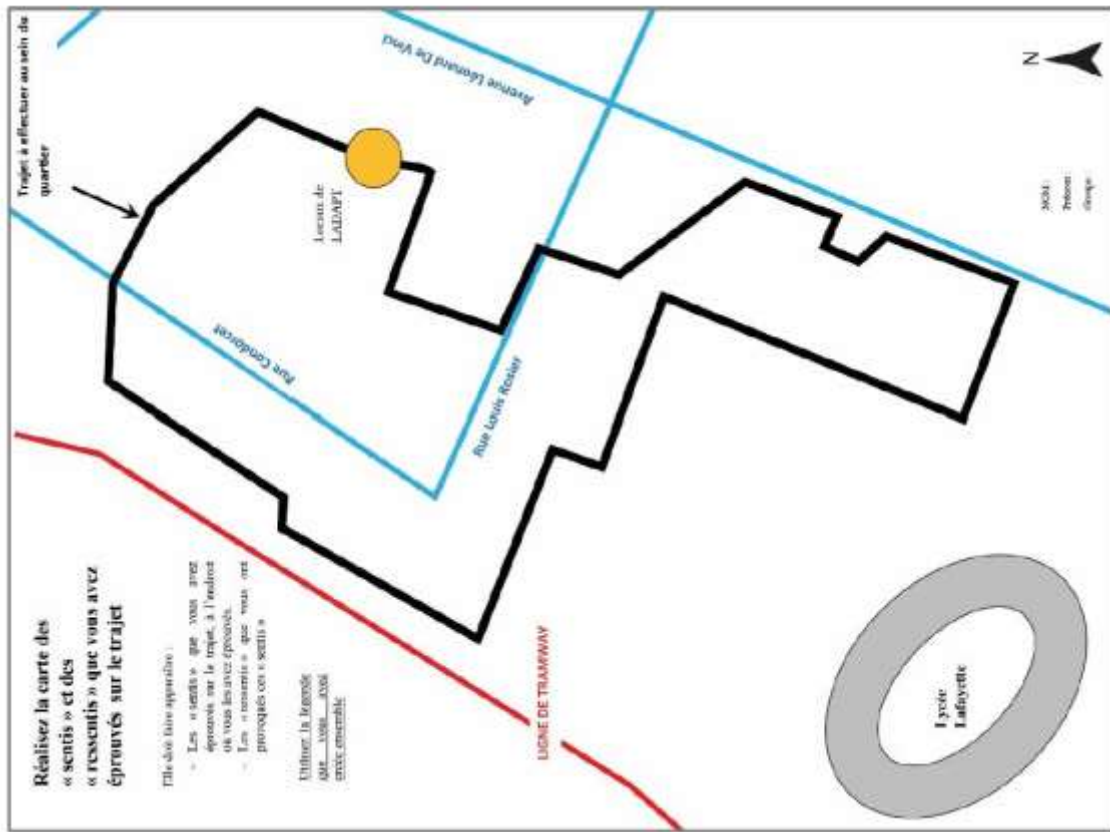 Réalisez la carte des
« sentis » et des
« ressentis » que vous avez
éprouvés sur le trajet
Elle doit faire apparaître :
- Les « sentis » que vous avez
éprouvés sur le trajet, à l'endroit
où vous les avez éprouvés.
- Les « ressentis » que vous ont
provoqués ces « sentis »
Utiliser la légende
que vous avez
créée ensemble
Trajet à effectuer au sein du
quartier
Locaux de
LADAPT
Rue Condorcet
Avenue Léonard De Vinci
Rue Louis Rosier
LIGNE DE TRAMWAY
Lycée
Lafayette
N
NOM :
Prénom :
Groupe